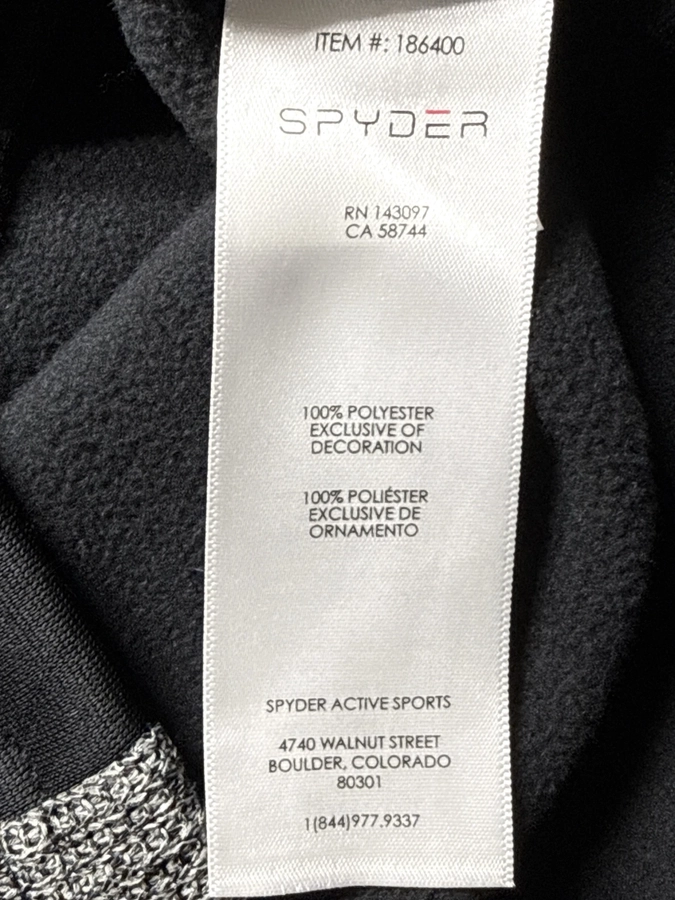 ITEM #: 186400
SPYDER
RN 143097
CA 58744
100% POLYESTER
EXCLUSIVE OF
DECORATION
100% POLIÉSTER
EXCLUSIVE DE
ORNAMENTO
SPYDER ACTIVE SPORTS
4740 WALNUT STREET
BOULDER, COLORADO
80301
1(844)977.9337